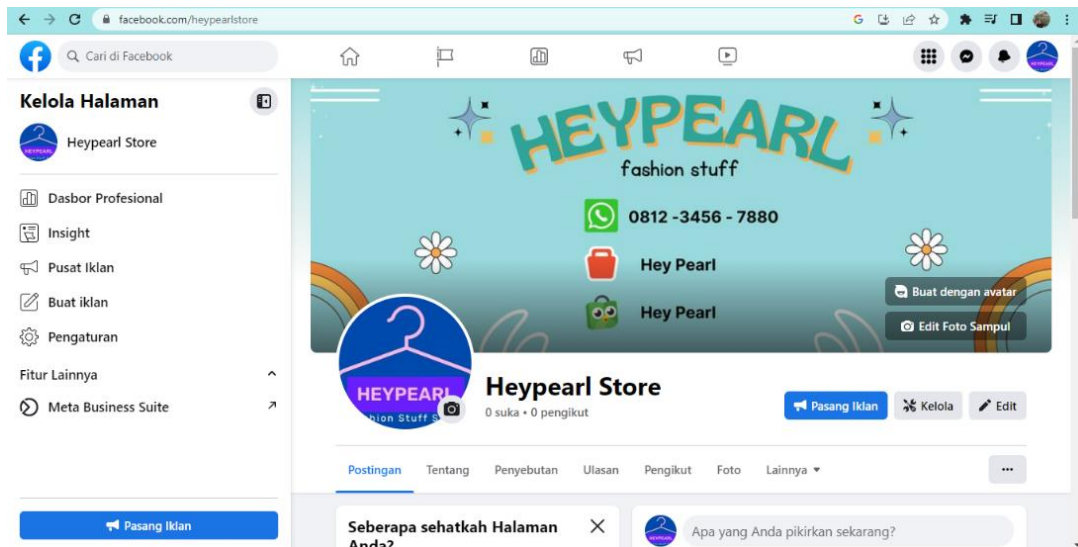 facebook.com/heypearlstore
Cari di Facebook
Kelola Halaman
Heypearl Store
Dasbor Profesional
Insight
Pusat Iklan
Buat iklan
Pengaturan
Fitur Lainnya
Meta Business Suite
Pasang Iklan
HEYPEARL
fashion stuff
0812 -3456 - 7880
Hey Pearl
Hey Pearl
Buat dengan avatar
Edit Foto Sampul
HEYPEARL
Stuff
Heypearl Store
0 suka • 0 pengikut
Pasang Iklan
Kelola
Edit
Postingan
Tentang
Penyebutan
Ulasan
Pengikut
Foto
Lainnya
Seberapa sehatkah Halaman
Anda?
Apa yang Anda pikirkan sekarang?